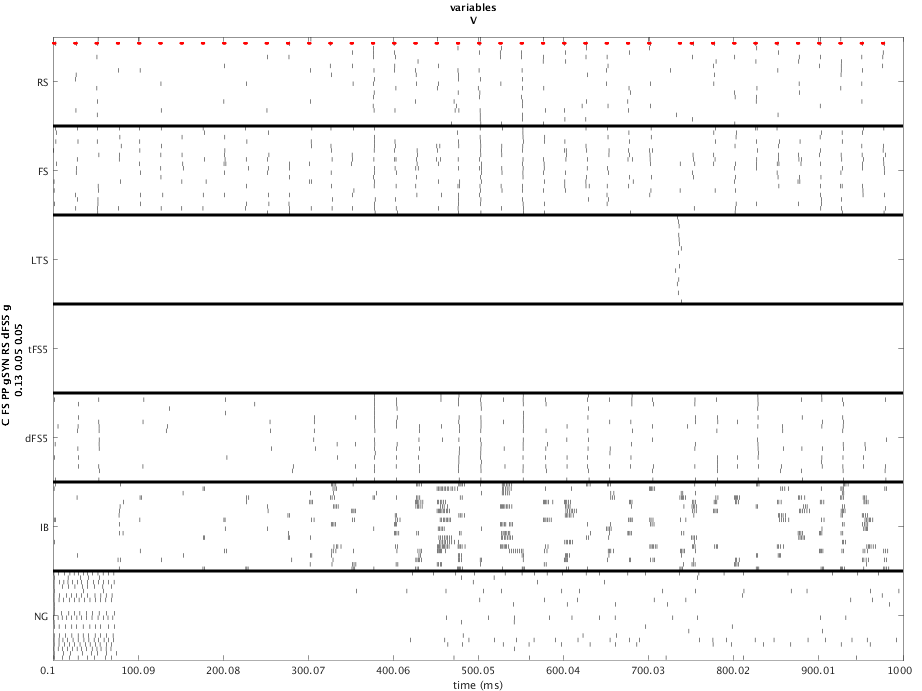 variables
V
RS
FS
LTS
tFS5
dFS5
IB
NG
C FS PP gSYN RS dFS5 g
0.13 0.05 0.05
0.1 100.09 200.08 300.07 400.06 500.05 600.04 700.03 800.02 900.01 1000
time (ms)